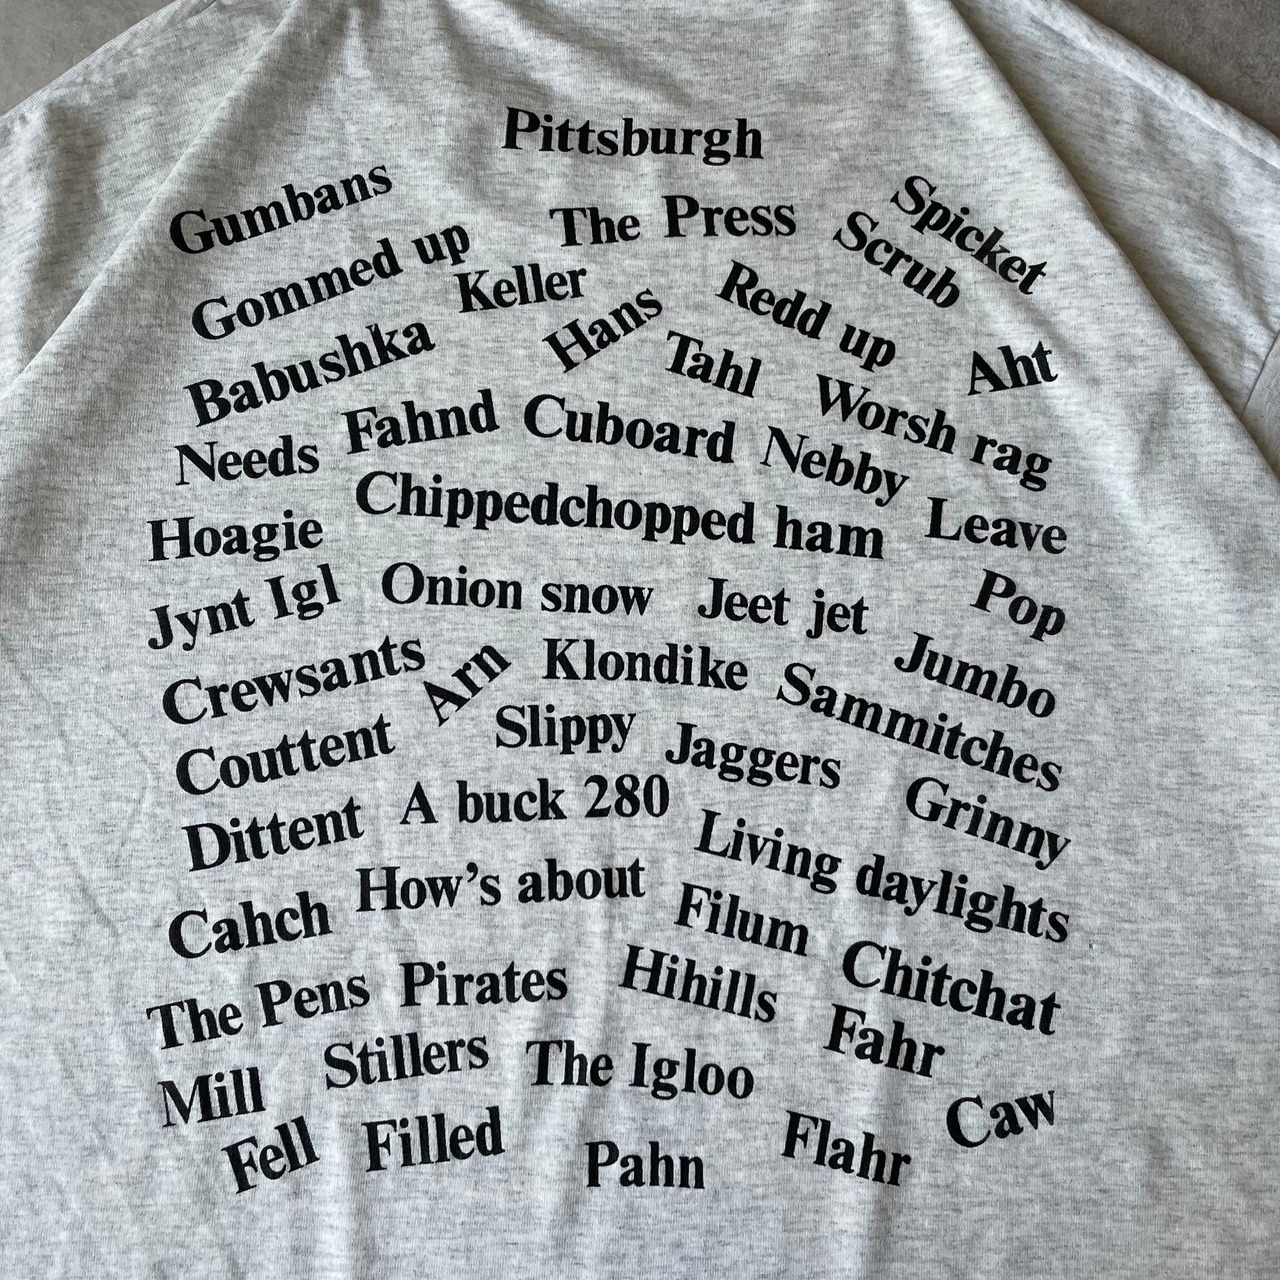 Pittsburgh
Gumbans
The Press
Spicket
Gommed up
Keller
Scrub
Babushka
Hans
Redd up
Tahl
Aht
Needs
Fahnd
Cuboard
Nebby
Worsh rag
Hoagie
Chippedchopped ham
Leave
Jynt Igl
Onion snow
Jeet jet
Pop
Crewsants
Arn
Klondike
Sammitches
Jumbo
Couttent
Slippy
Jaggers
Grinny
Dittent
A buck 280
Living daylights
Cahch
How's about
Filum
Chitchat
The Pens
Pirates
Hihills
Fahr
Mill
Stillers
The Igloo
Caw
Fell
Filled
Pahn
Flahr